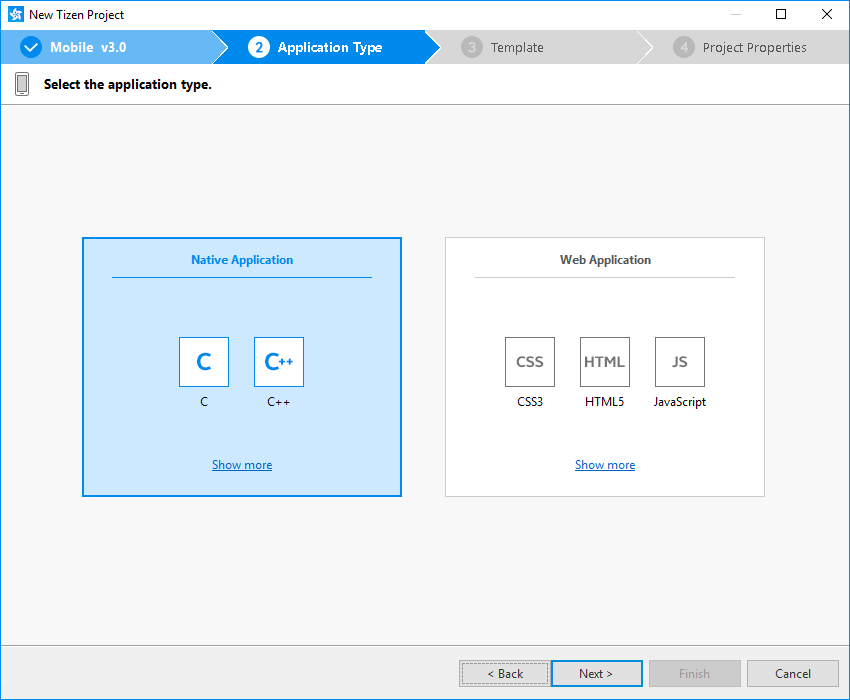 New Tizen Project
Mobile v3.0
2 Application Type
3 Template
4 Project Properties
Select the application type.
Native Application
C
C++
C
C++
Show more
Web Application
CSS
HTML
JS
CSS3
HTML5
JavaScript
Show more
< Back
Next >
Finish
Cancel